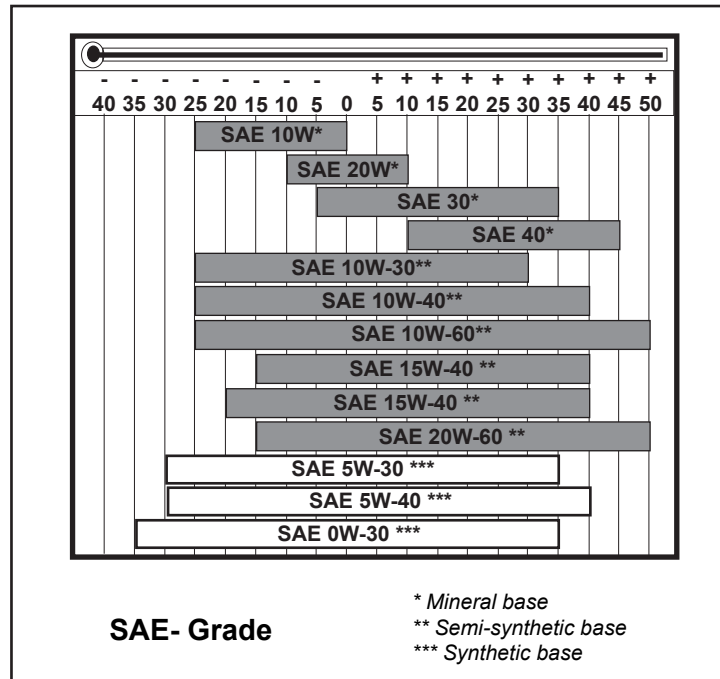 - - - - - - - - + + + + + + + + + +
40 35 30 25 20 15 10 5 0 5 10 15 20 25 30 35 40 45 50
SAE 10W*
SAE 20W*
SAE 30*
SAE 40*
SAE 10W-30**
SAE 10W-40**
SAE 10W-60**
SAE 15W-40 **
SAE 15W-40 **
SAE 20W-60 **
SAE 5W-30 ***
SAE 5W-40 ***
SAE 0W-30 ***
SAE- Grade
* Mineral base
** Semi-synthetic base
*** Synthetic base